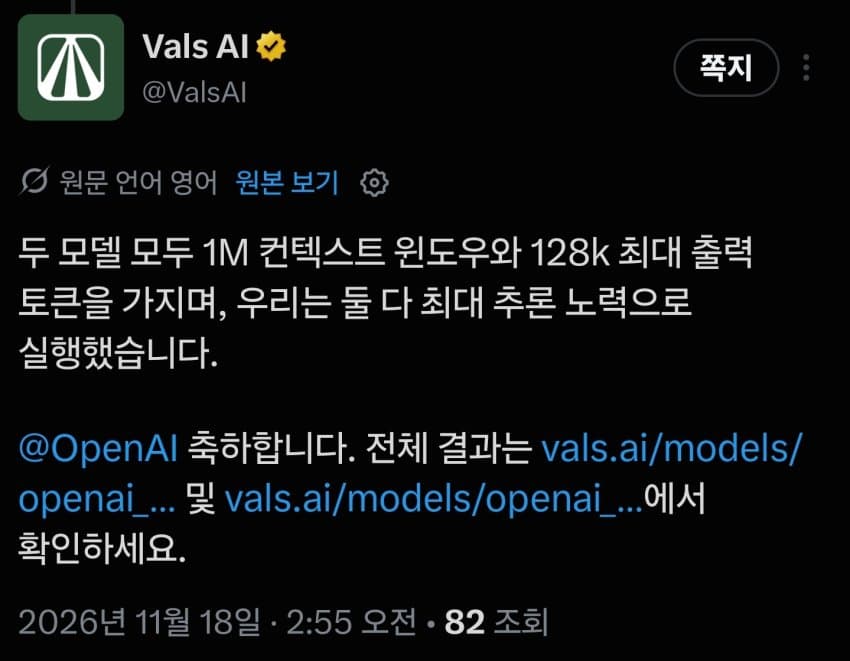 Vals AI
@ValsAI
쪽지
원문 언어 영어 원본 보기
두 모델 모두 1M 컨텍스트 윈도우와 128k 최대 출력
토큰을 가지며, 우리는 둘 다 최대 추론 노력으로
실행했습니다.
@OpenAI 축하합니다. 전체 결과는 vals.ai/models/
openai_... 및 vals.ai/models/openai_...에서
확인하세요.
2026년 11월 18일 · 2:55 오전 • 82 조회